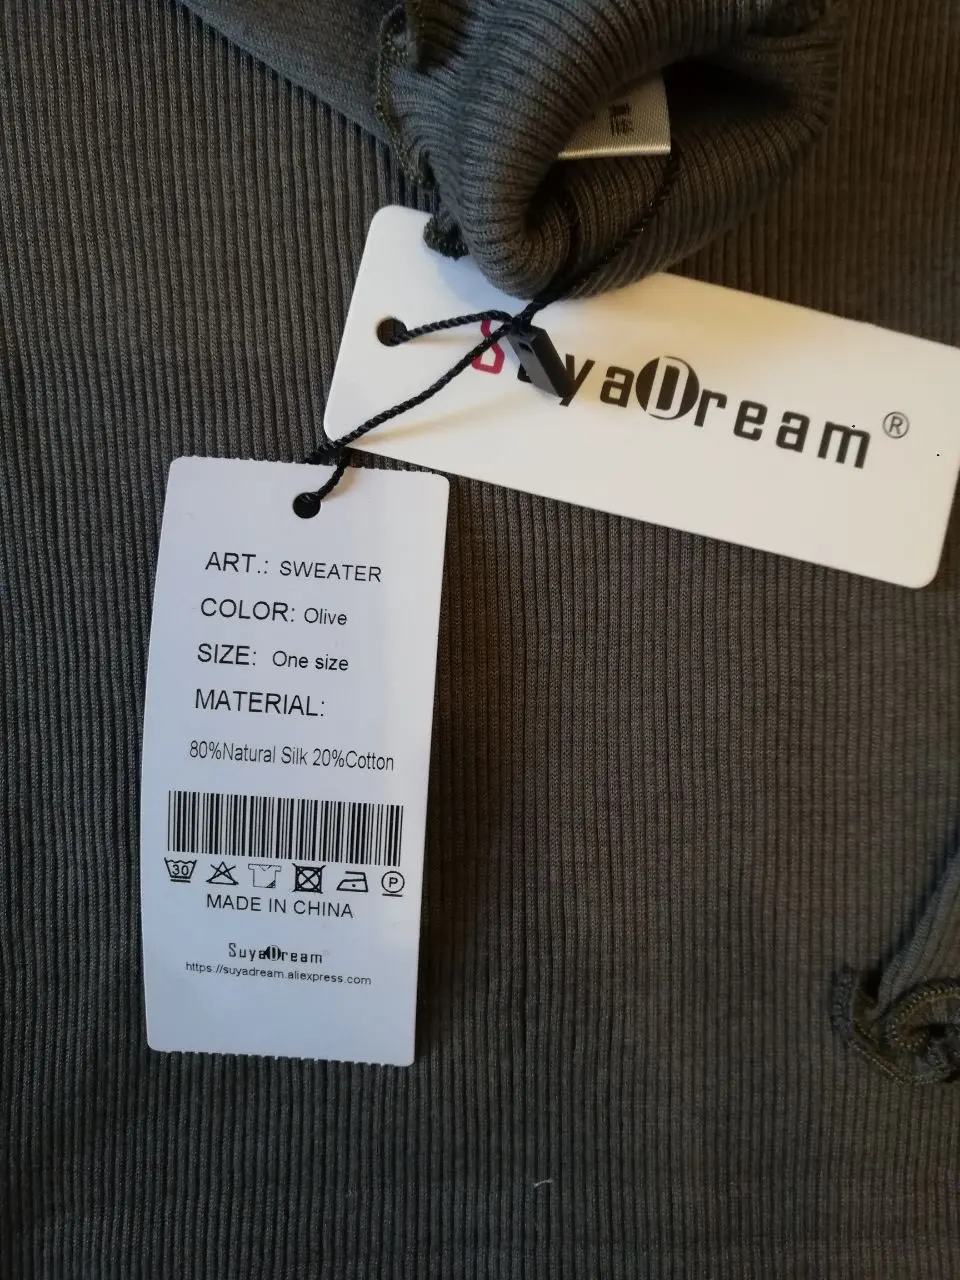 SuyaDream®
ART.: SWEATER
COLOR: Olive
SIZE: One size
MATERIAL:
80%Natural Silk 20%Cotton
30
P
MADE IN CHINA
SuyaDream
https://suyadream.aliexpress.com